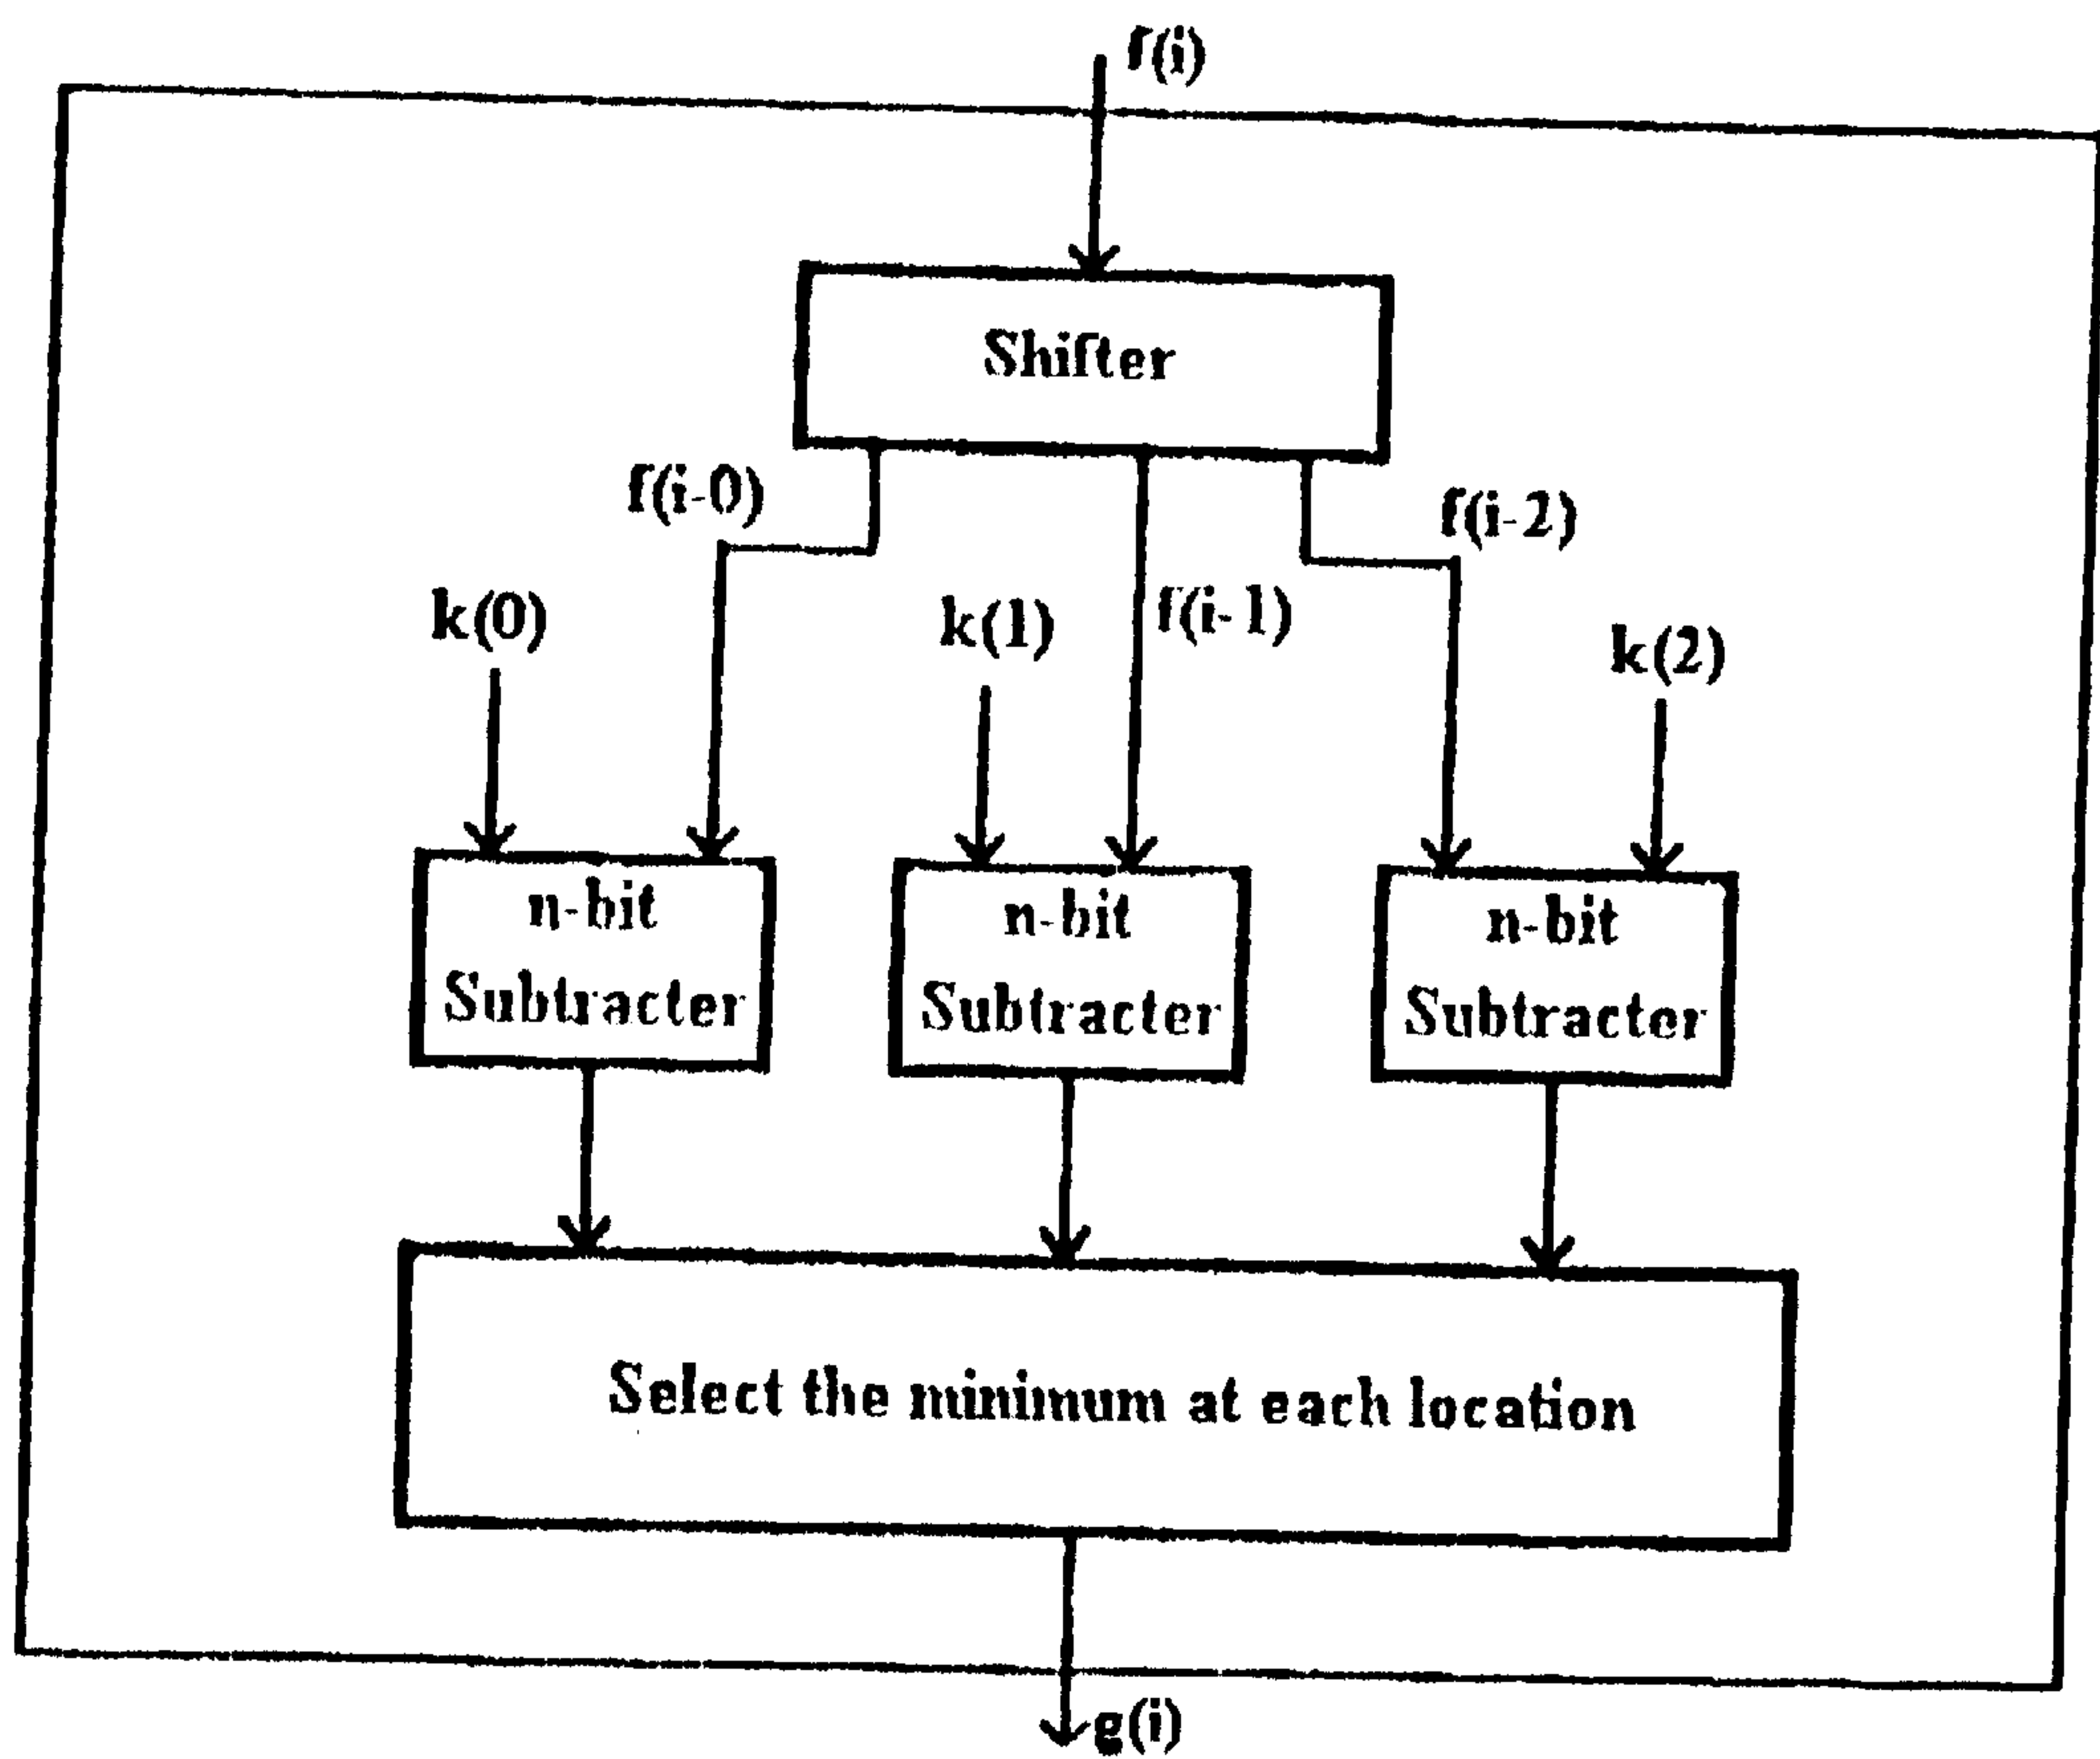 f(i)
Shifter
f(i-0)
f(i-2)
k(0)
k(1)
f(i-1)
k(2)
n-bit
Subtracter
n-bit
Subtracter
n-bit
Subtracter
Select the minimum at each location
g(i)